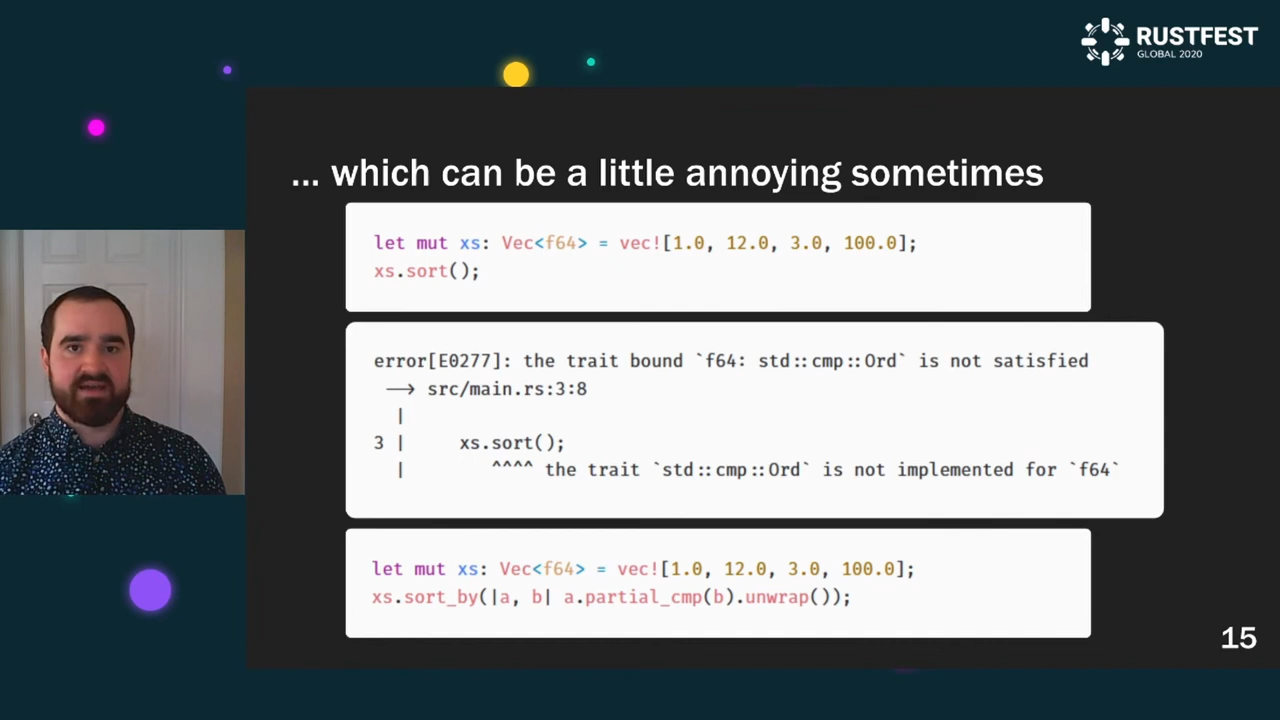 RUSTFEST
GLOBAL 2020
... which can be a little annoying sometimes
let mut xs: Vec<f64> = vec![1.0, 12.0, 3.0, 100.0];
xs.sort();
error[E0277]: the trait bound `f64: std::cmp::Ord` is not satisfied
 --> src/main.rs:3:8
  |
3 |     xs.sort();
  |        ^^^^ the trait `std::cmp::Ord` is not implemented for `f64`
let mut xs: Vec<f64> = vec![1.0, 12.0, 3.0, 100.0];
xs.sort_by(|a, b| a.partial_cmp(b).unwrap());
15